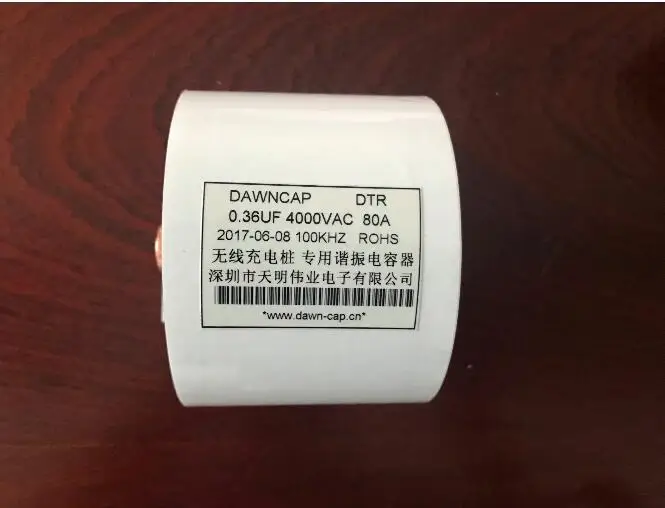 DAWNCAP DTR
0.36UF 4000VAC 80A
2017-06-08 100KHZ ROHS
无线充电桩 专用谐振电容器
深圳市天明伟业电子有限公司
*www.dawn-cap.cn*